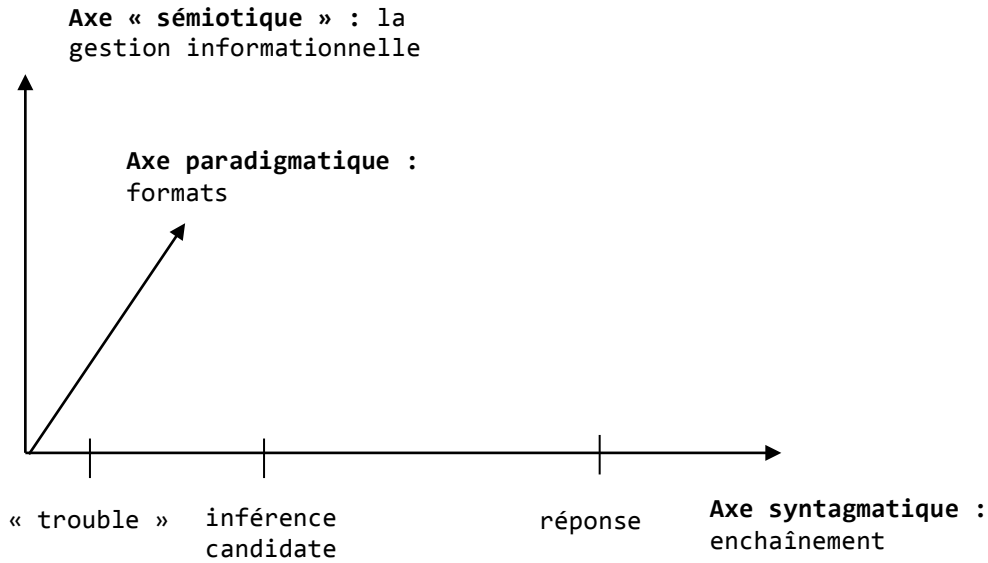 Axe « sémiotique » : la
gestion informationnelle
Axe paradigmatique :
formats
« trouble »
inférence
candidate
réponse
Axe syntagmatique :
enchaînement